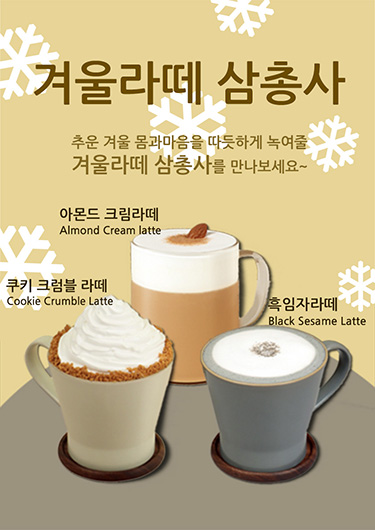 겨울라떼 삼총사
추운 겨울 몸과마음을 따듯하게 녹여줄
겨울라떼 삼총사를 만나보세요~
아몬드 크림라떼
Almond Cream latte
쿠키 크럼블 라떼
Cookie Crumble Latte
흑임자라떼
Black Sesame Latte